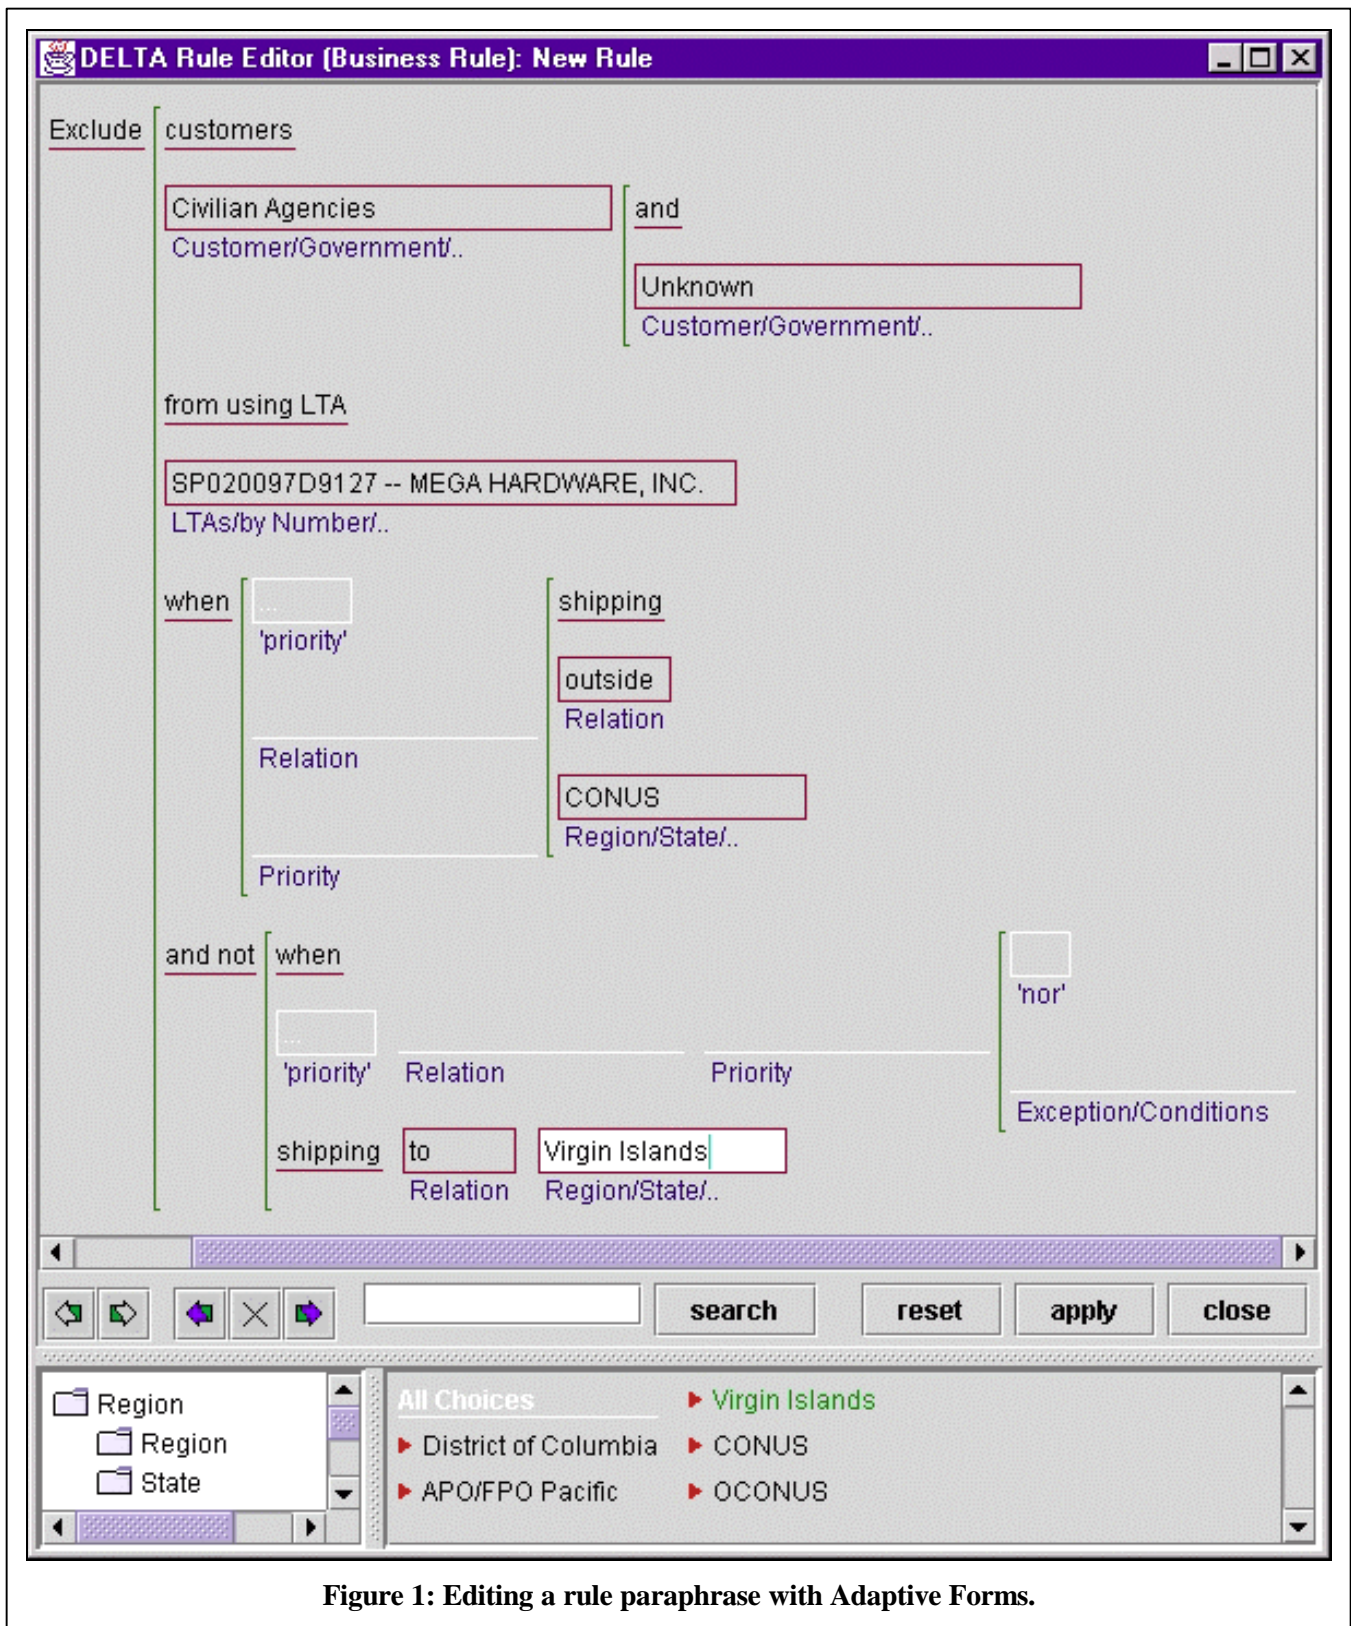 DELTA Rule Editor (Business Rule): New Rule
Exclude customers
Civilian Agencies and
Customer/Government/..
Unknown
Customer/Government/..
from using LTA
SP020097D9127 -- MEGA HARDWARE, INC.
LTAs/by Number/..
when ... shipping
'priority'
outside
Relation
Relation
CONUS
Region/State/..
Priority
and not when
'nor'
...
'priority' Relation Priority
Exception/Conditions
shipping to Virgin Islands
Relation Region/State/..
search reset apply close
Region
Region
State
All Choices Virgin Islands
District of Columbia CONUS
APO/FPO Pacific OCONUS
Figure 1: Editing a rule paraphrase with Adaptive Forms.